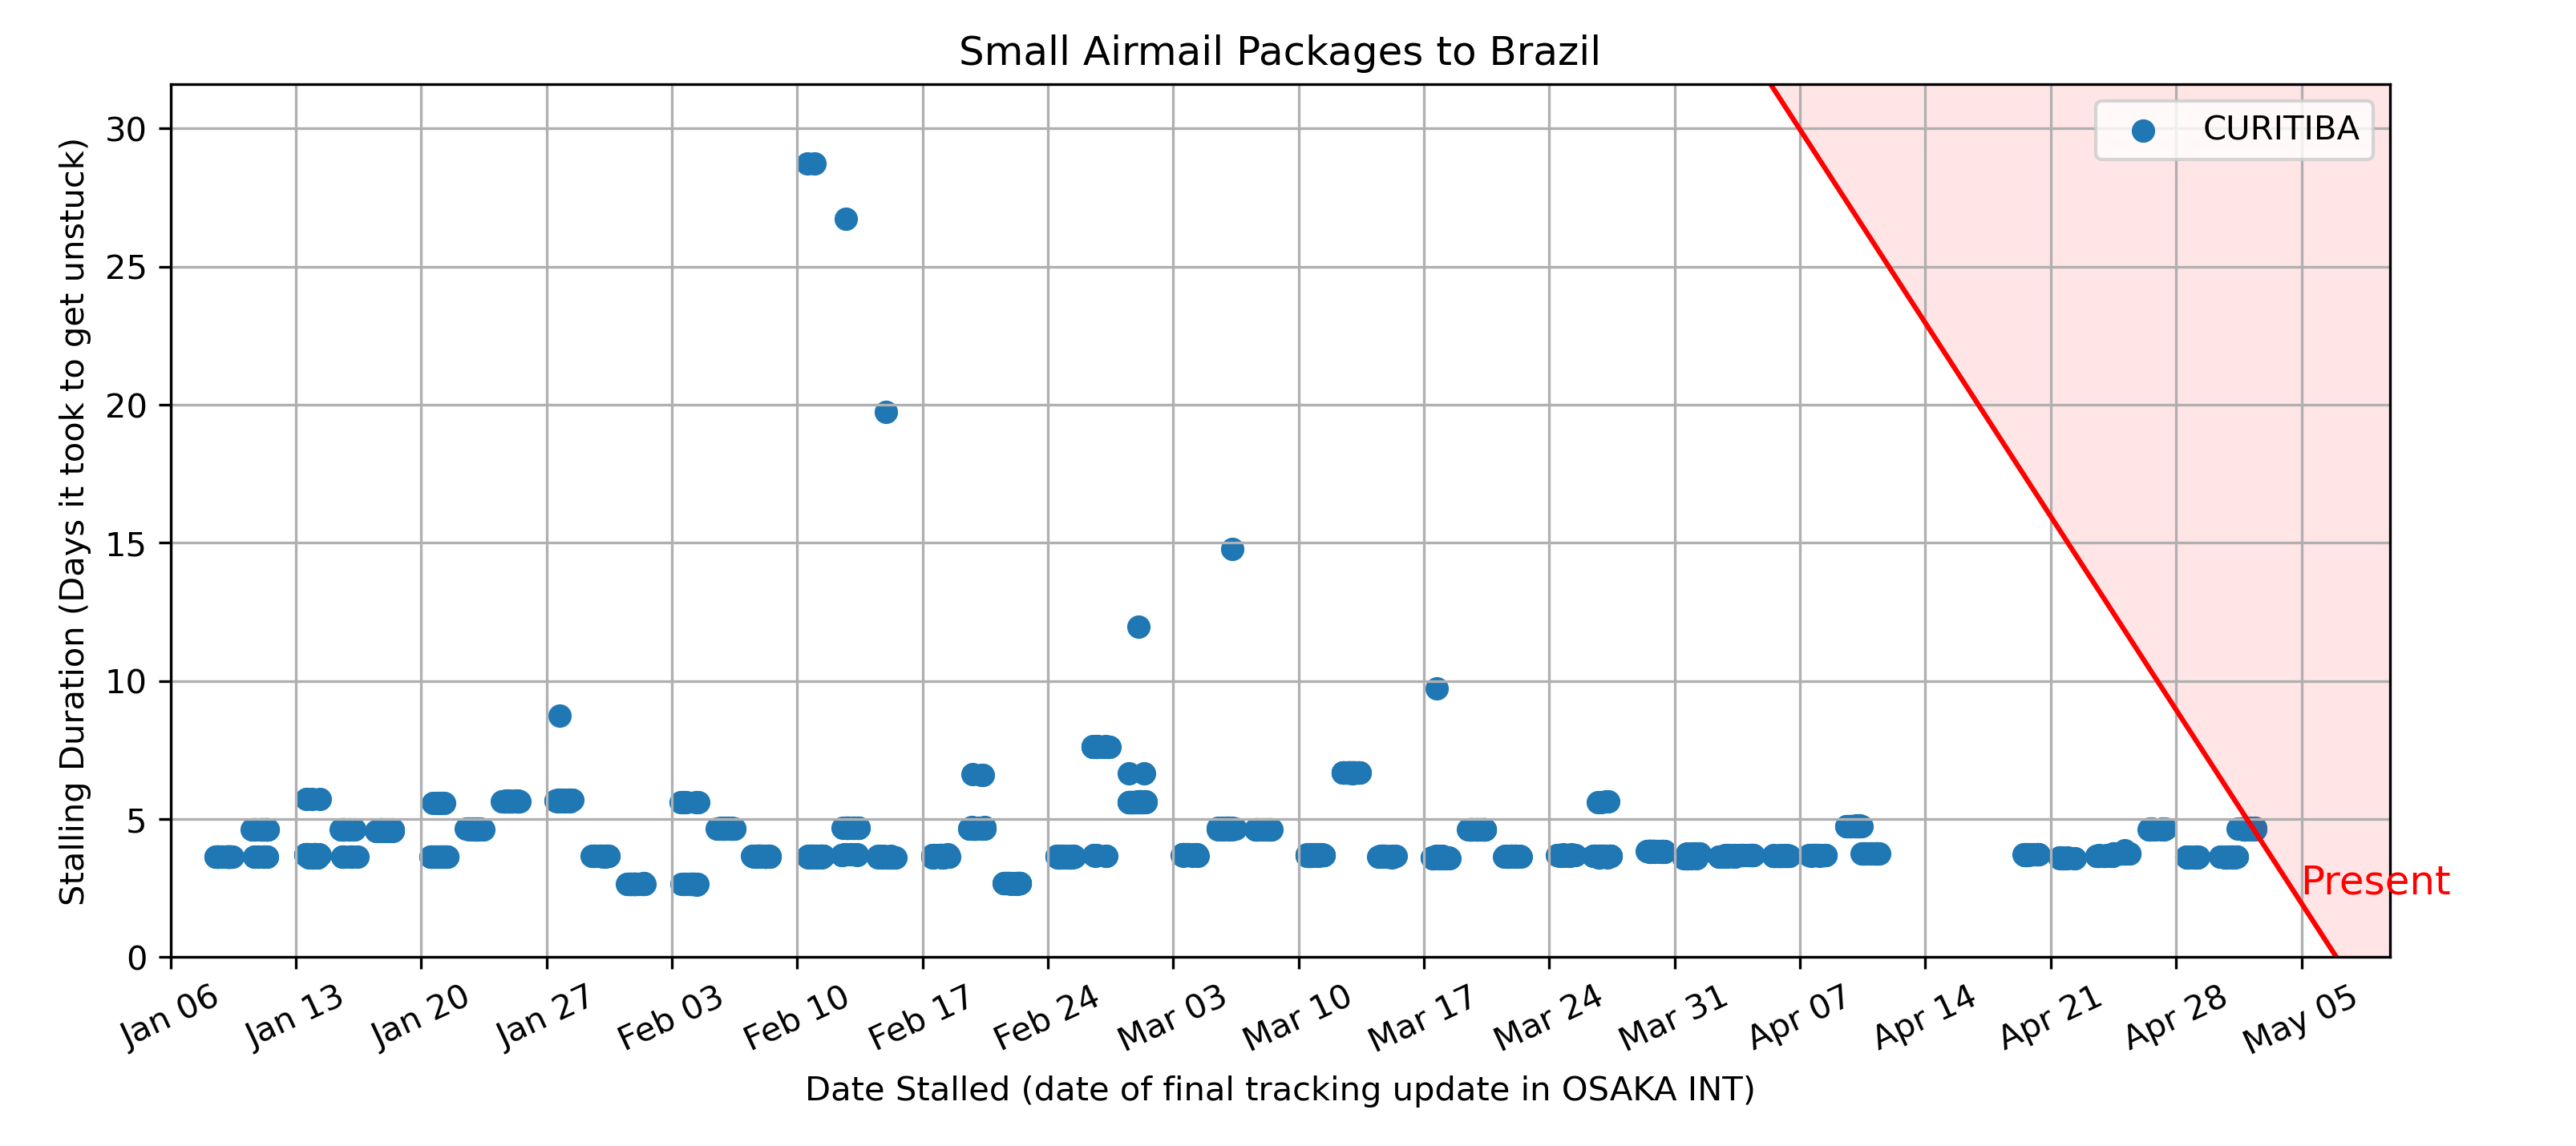 Small Airmail Packages to Brazil
CURITIBA
Stalling Duration (Days it took to get unstuck)
30
25
20
15
10
5
0
Present
Jan 06
Jan 13
Jan 20
Jan 27
Feb 03
Feb 10
Feb 17
Feb 24
Mar 03
Mar 10
Mar 17
Mar 24
Mar 31
Apr 07
Apr 14
Apr 21
Apr 28
May 05
Date Stalled (date of final tracking update in OSAKA INT)